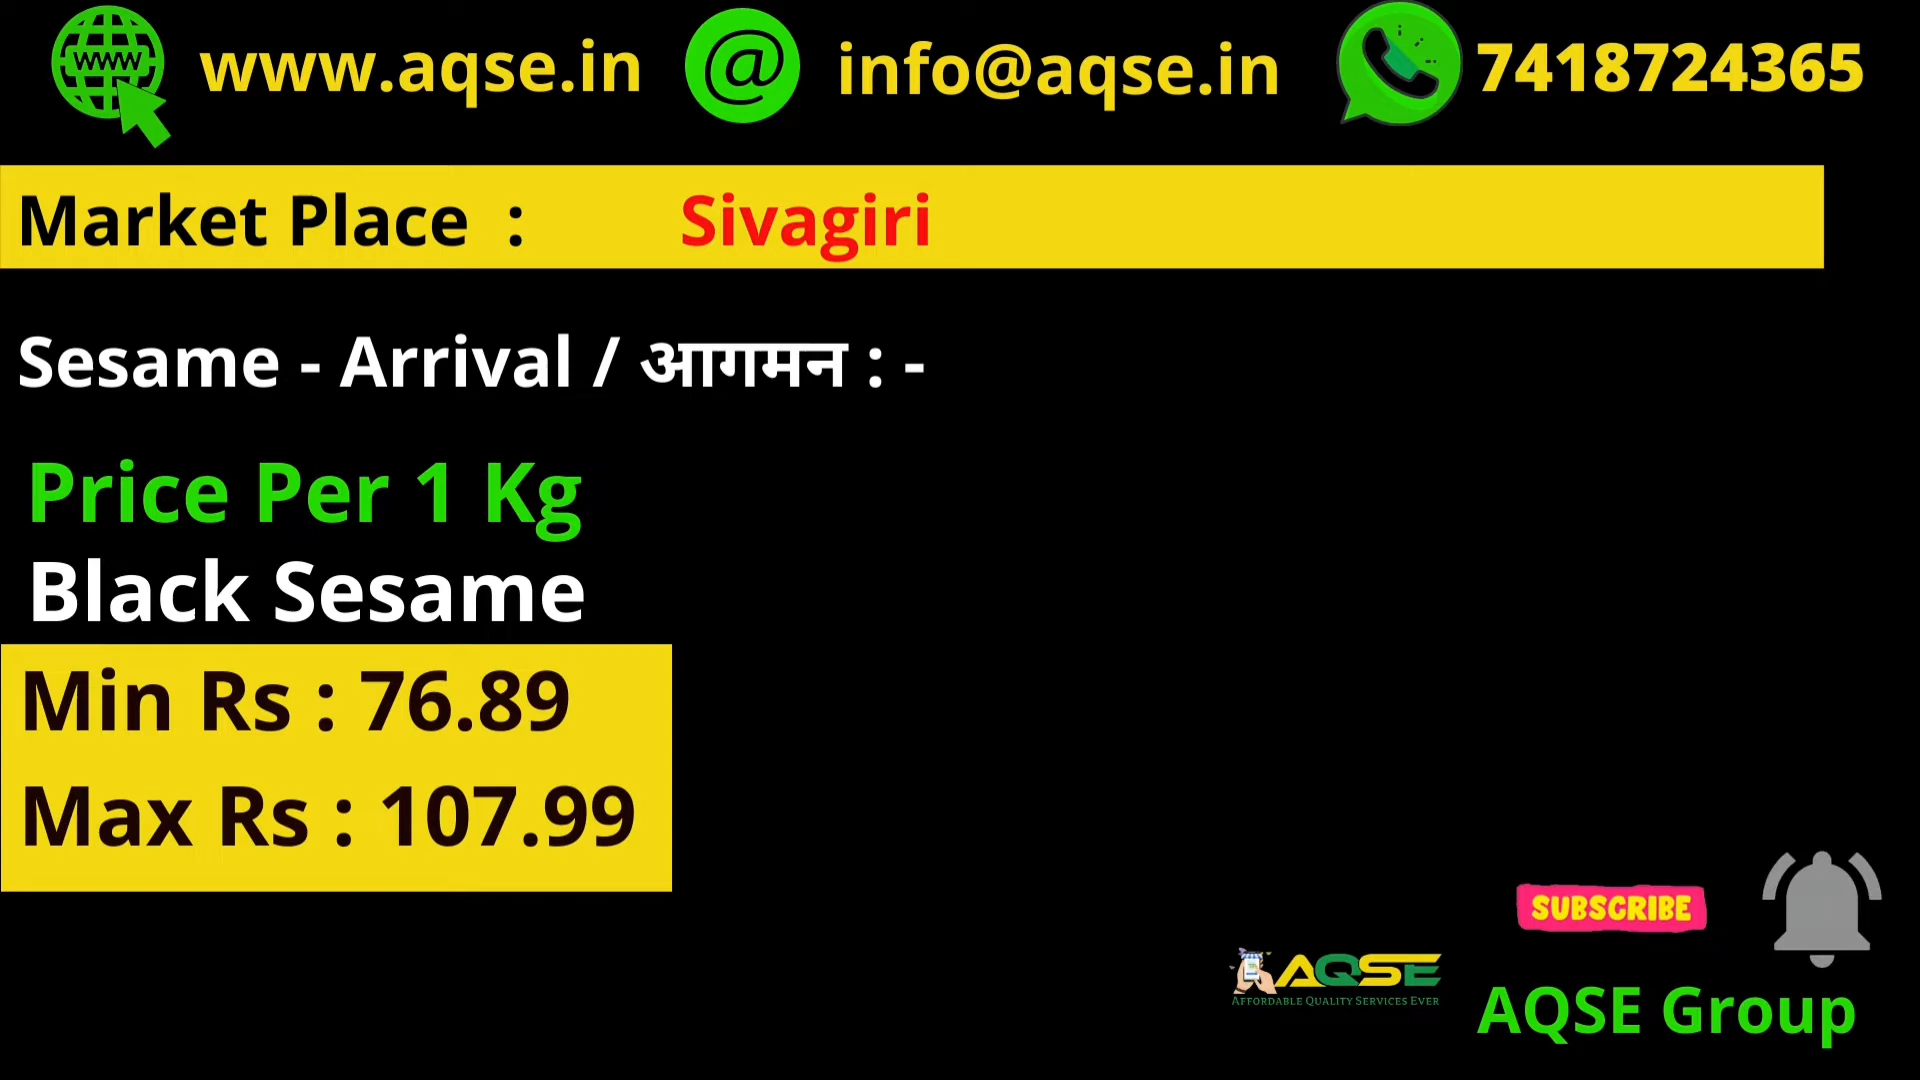 www www.aqse.in @ info@aqse.in 7418724365
Market Place : Sivagiri
Sesame - Arrival / आगमन : -
Price Per 1 Kg
Black Sesame
Min Rs : 76.89
Max Rs : 107.99
SUBSCRIBE
AQSE
AFFORDABLE QUALITY SERVICES EVER
AQSE Group